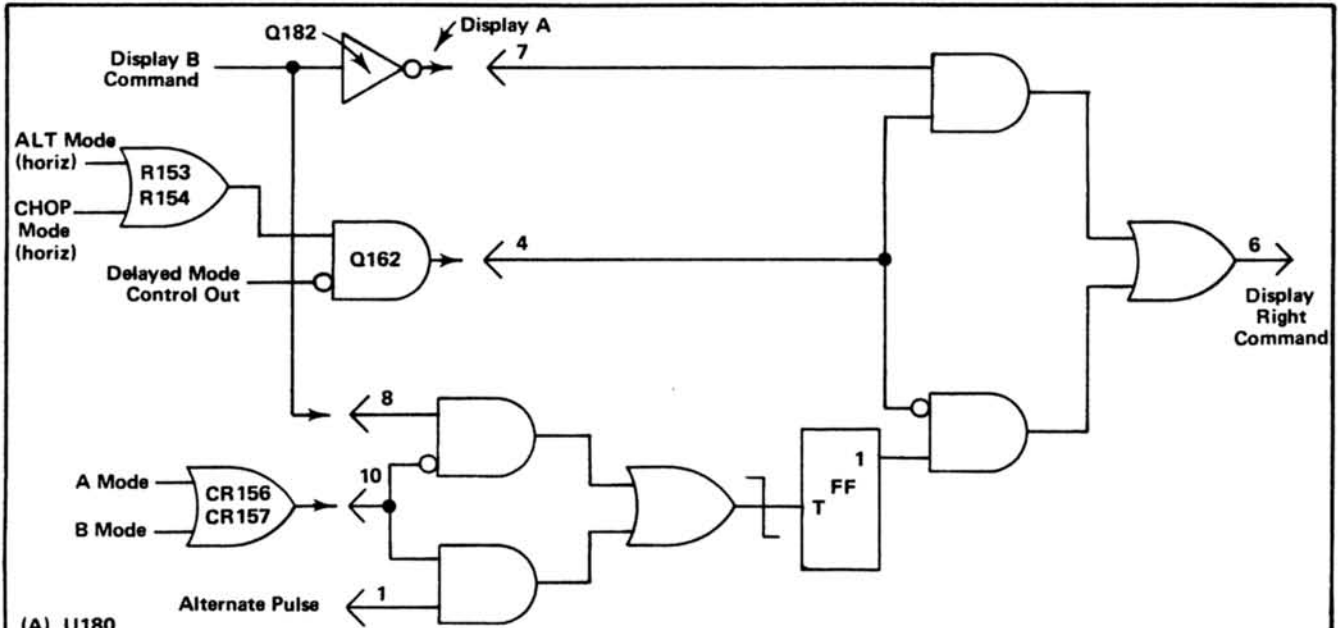 Q182
Display A
Display B
Command
7
ALT Mode
(horiz)
R153
R154
CHOP
Mode
(horiz)
Q162
4
6
Delayed Mode
Control Out
Display
Right
Command
8
A Mode
10
CR156
CR157
B Mode
1
FF
T
Alternate Pulse
1
(A) U180